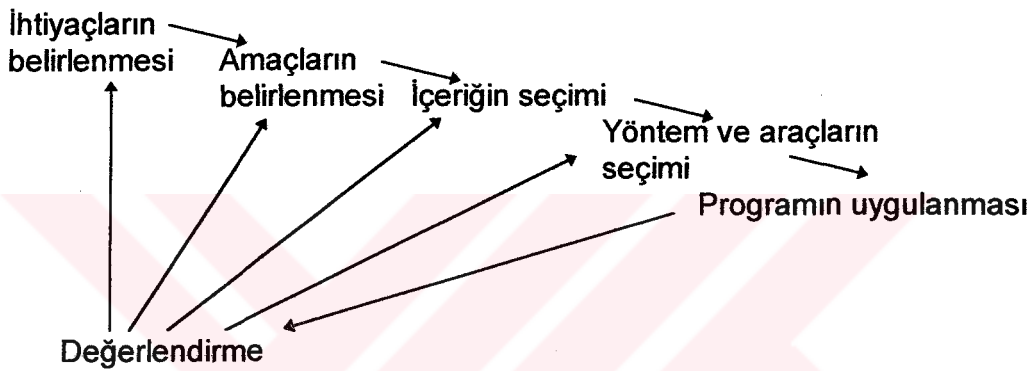 İhtiyaçların
belirlenmesi
Amaçların
belirlenmesi
İçeriğin seçimi
Yöntem ve araçların
seçimi
Programın uygulanması
Değerlendirme